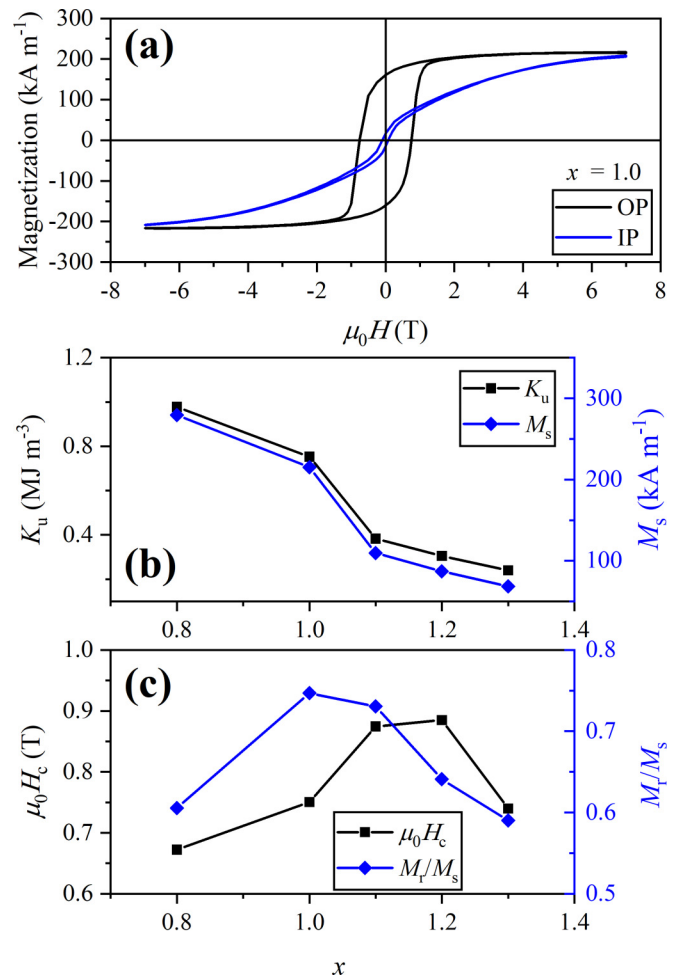 (a)
Magnetization (kA m⁻¹)
300
200
100
0
-100
-200
-300
x = 1.0
OP
IP
-8 -6 -4 -2 0 2 4 6 8
μ₀H (T)
(b)
Kᵤ (MJ m⁻³)
1.2
0.8
0.4
Kᵤ
Mₛ
300
200
100
Mₛ (kA m⁻¹)
0.8 1.0 1.2 1.4
(c)
μ₀H_c (T)
1.0
0.9
0.8
0.7
0.6
μ₀H_c
Mᵣ/Mₛ
0.8
0.7
0.6
0.5
Mᵣ/Mₛ
0.8 1.0 1.2 1.4
x